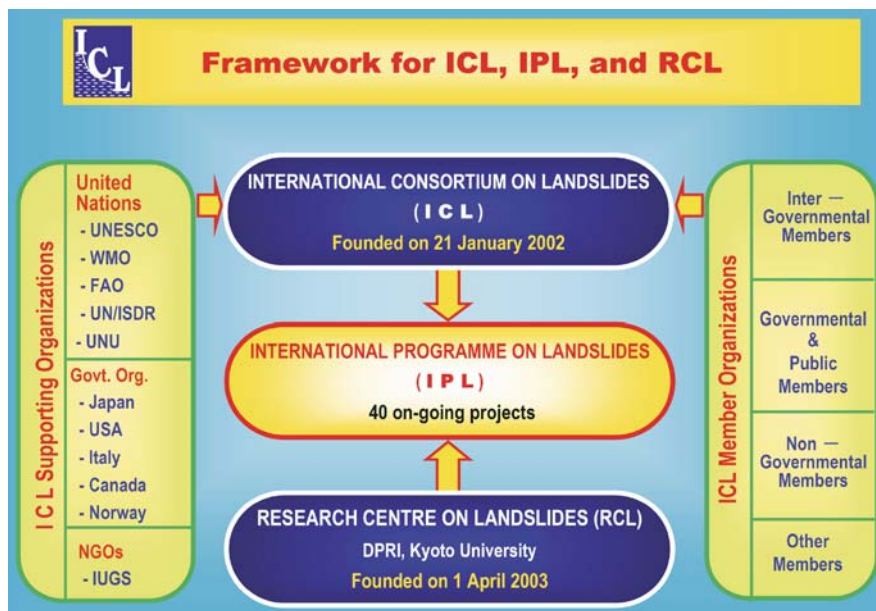 ICL
Framework for ICL, IPL, and RCL
I C L Supporting Organizations
United
Nations
- UNESCO
- WMO
- FAO
- UN/ISDR
- UNU
Govt. Org.
- Japan
- USA
- Italy
- Canada
- Norway
NGOs
- IUGS
INTERNATIONAL CONSORTIUM ON LANDSLIDES
( I C L )
Founded on 21 January 2002
INTERNATIONAL PROGRAMME ON LANDSLIDES
( I P L )
40 on-going projects
RESEARCH CENTRE ON LANDSLIDES (RCL)
DPRI, Kyoto University
Founded on 1 April 2003
ICL Member Organizations
Inter —
Governmental
Members
Governmental
&
Public
Members
Non —
Governmental
Members
Other
Members